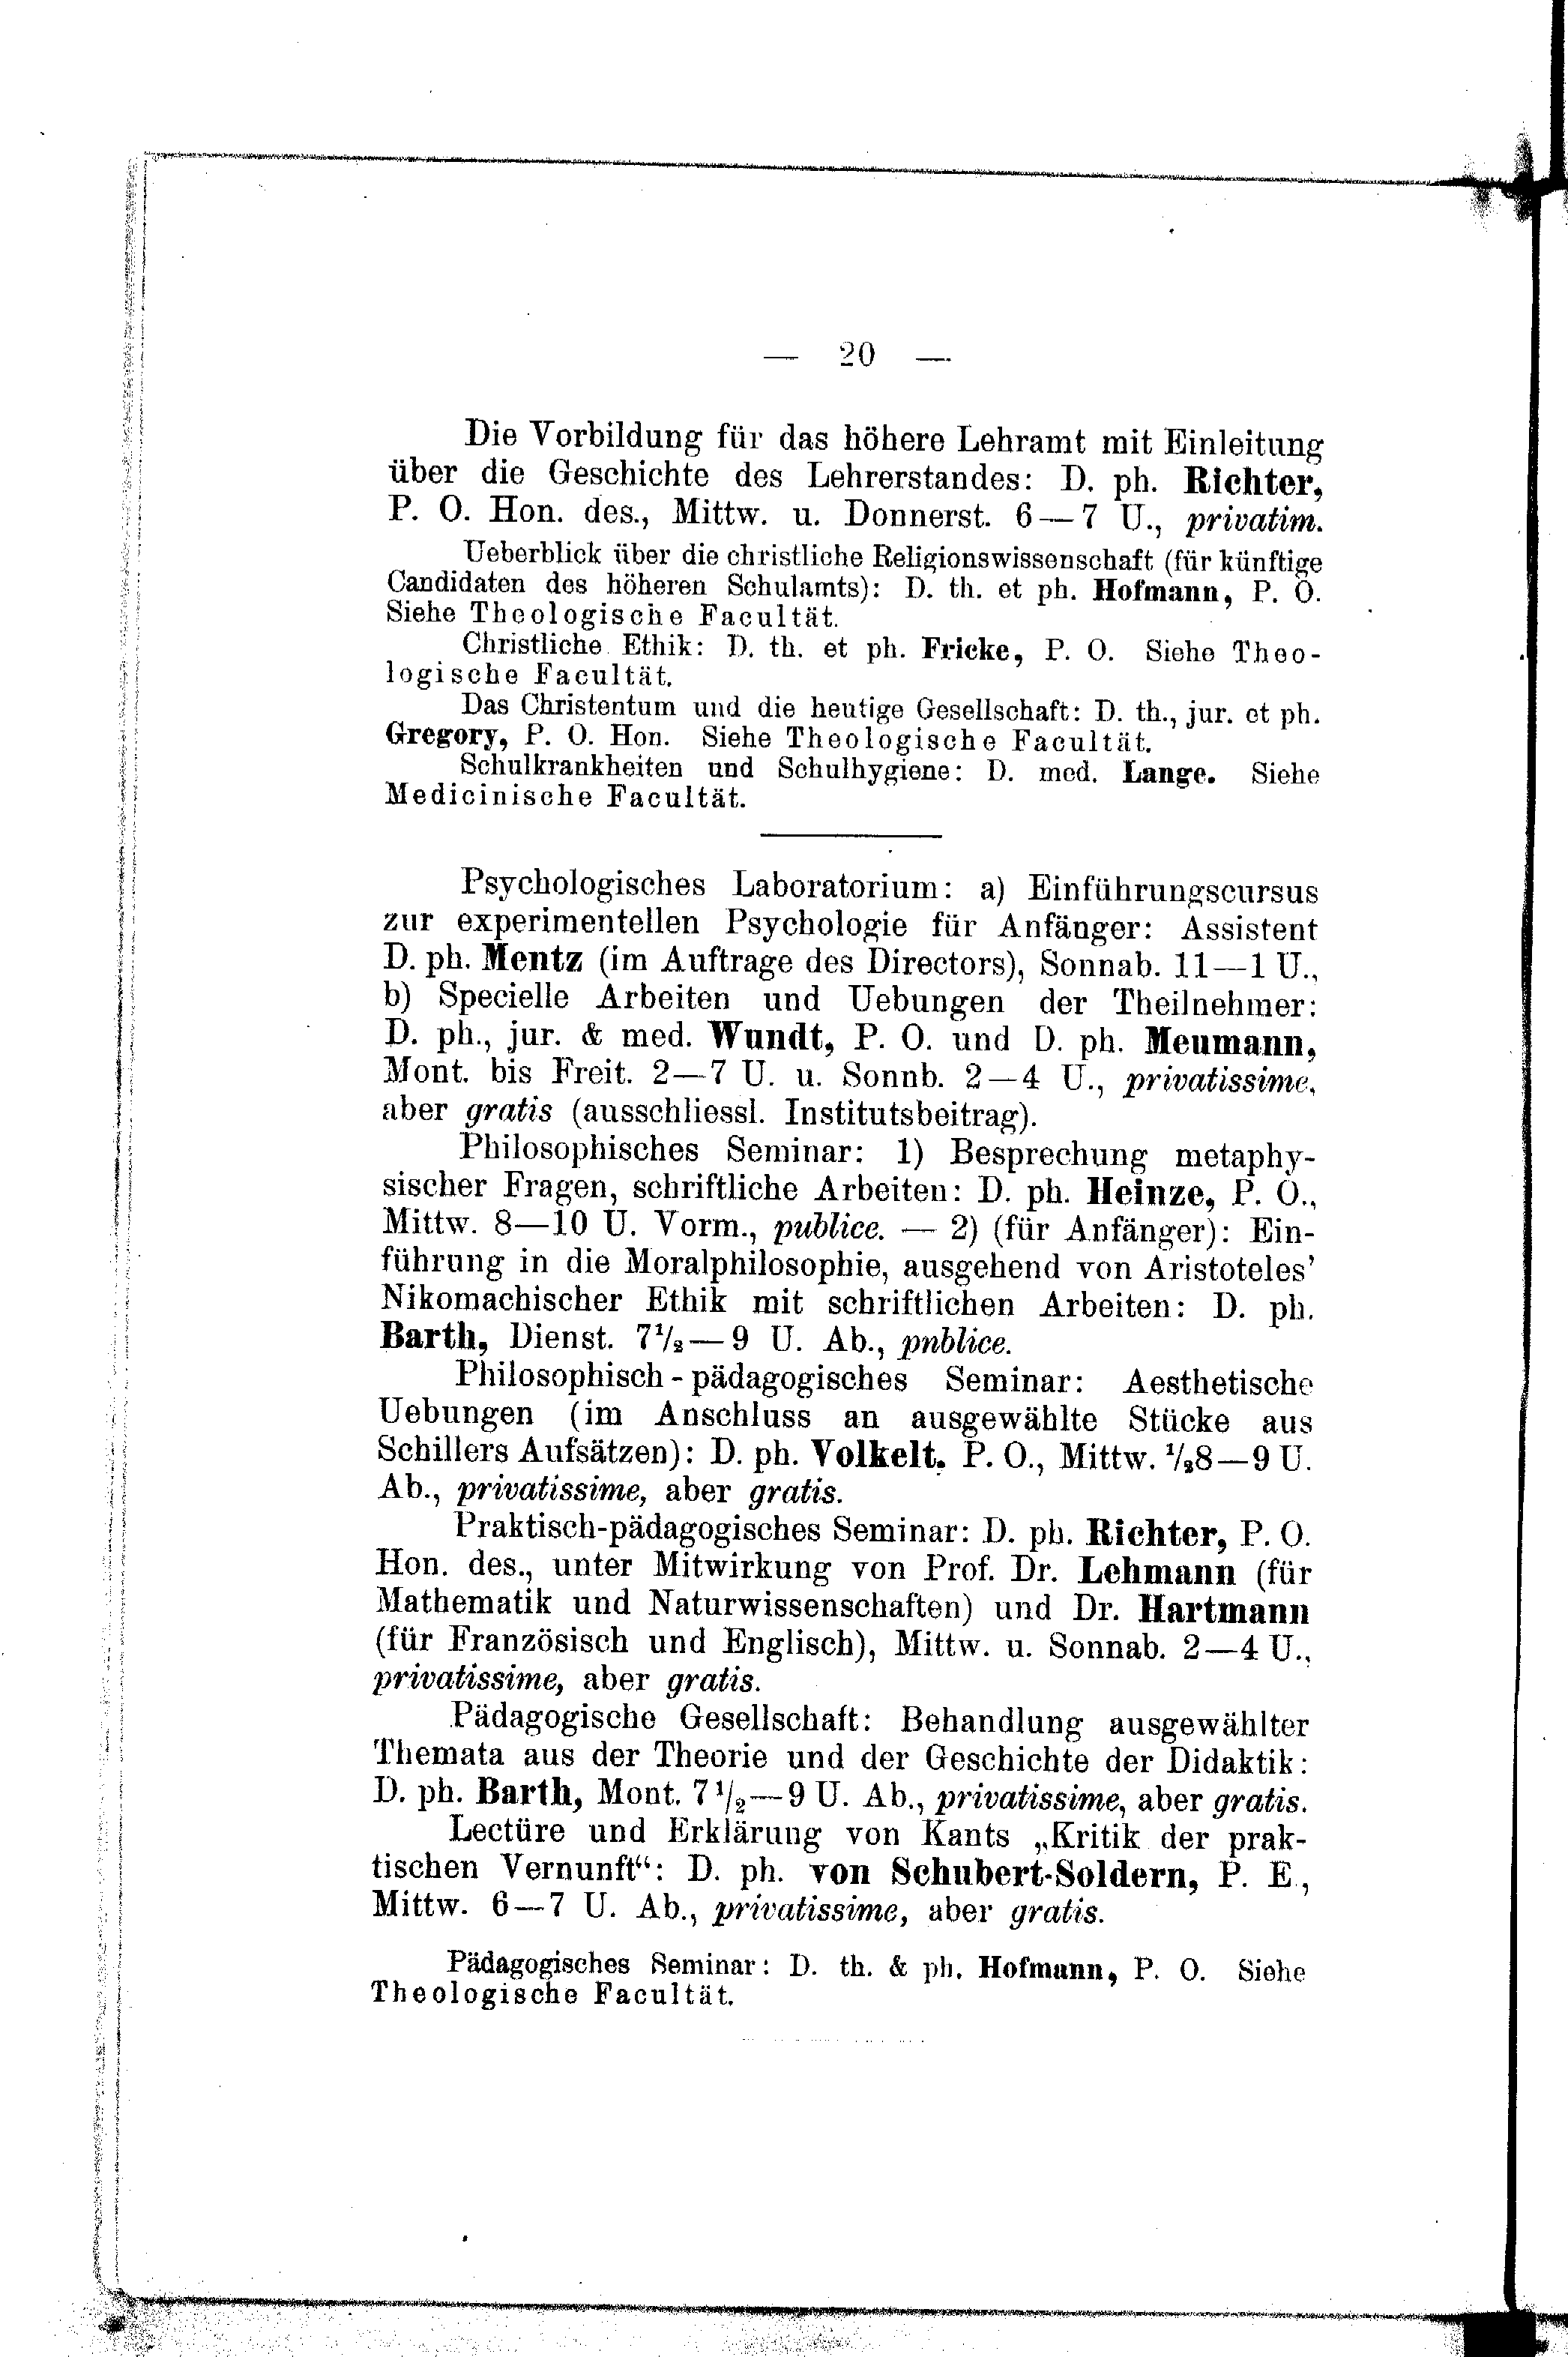 — 20 —
Die Vorbildung für das höhere Lehramt mit Einleitung
über die Geschichte des Lehrerstandes: D. ph. Richter,
P. O. Hon. des., Mittw. u. Donnerst. 6—7 U., privatim.
Ueberblick über die christliche Religionswissenschaft (für künftige
Candidaten des höheren Schulamts): D. th. et ph. Hofmann, P. O.
Siehe Theologische Facultät.
Christliche Ethik: D. th. et ph. Fricke, P. O. Siehe Theo-
logische Facultät.
Das Christentum und die heutige Gesellschaft: D. th., jur. et ph.
Gregory, P. O. Hon. Siehe Theologische Facultät.
Schulkrankheiten und Schulhygiene: D. med. Lange. Siehe
Medicinische Facultät.
Psychologisches Laboratorium: a) Einführungscursus
zur experimentellen Psychologie für Anfänger: Assistent
D. ph. Mentz (im Auftrage des Directors), Sonnab. 11—1 U.,
b) Specielle Arbeiten und Uebungen der Theilnehmer:
D. ph., jur. & med. Wundt, P. O. und D. ph. Meumann,
Mont. bis Freit. 2—7 U. u. Sonnb. 2—4 U., privatissime,
aber gratis (ausschliessl. Institutsbeitrag).
Philosophisches Seminar: 1) Besprechung metaphy-
sischer Fragen, schriftliche Arbeiten: D. ph. Heinze, P. O.,
Mittw. 8—10 U. Vorm., publice. — 2) (für Anfänger): Ein-
führung in die Moralphilosophie, ausgehend von Aristoteles'
Nikomachischer Ethik mit schriftlichen Arbeiten: D. ph.
Barth, Dienst. 7½—9 U. Ab., pnblice.
Philosophisch-pädagogisches Seminar: Aesthetische
Uebungen (im Anschluss an ausgewählte Stücke aus
Schillers Aufsätzen): D. ph. Volkelt. P. O., Mittw. ½8—9 U.
Ab., privatissime, aber gratis.
Praktisch-pädagogisches Seminar: D. ph. Richter, P. O.
Hon. des., unter Mitwirkung von Prof. Dr. Lehmann (für
Mathematik und Naturwissenschaften) und Dr. Hartmann
(für Französisch und Englisch), Mittw. u. Sonnab. 2—4 U.,
privatissime, aber gratis.
Pädagogische Gesellschaft: Behandlung ausgewählter
Themata aus der Theorie und der Geschichte der Didaktik:
D. ph. Barth, Mont. 7½—9 U. Ab., privatissime, aber gratis.
Lectüre und Erklärung von Kants „Kritik der prak-
tischen Vernunft“: D. ph. von Schubert-Soldern, P. E.,
Mittw. 6—7 U. Ab., privatissime, aber gratis.
Pädagogisches Seminar: D. th. & ph. Hofmann, P. O. Siehe
Theologische Facultät.